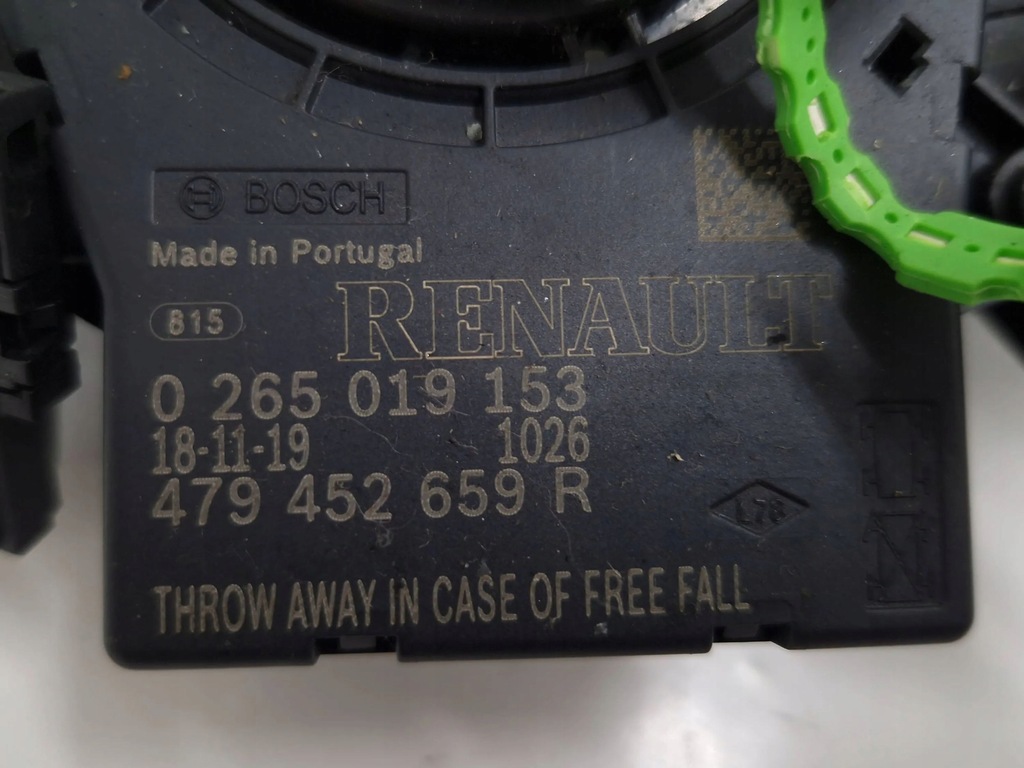 BOSCH
Made in Portugal
815
RENAULT
0 265 019 153
18-11-19 1026
479 452 659 R
L78
THROW AWAY IN CASE OF FREE FALL